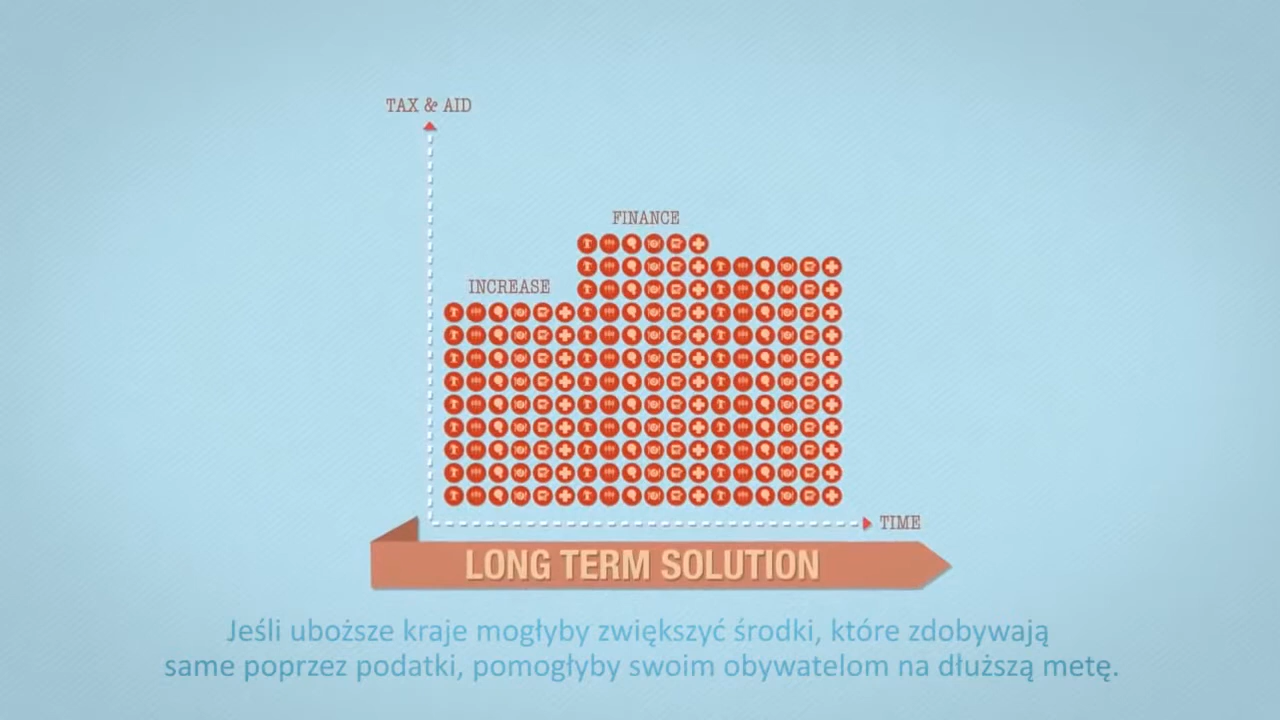 TAX & AID
FINANCE
INCREASE
TIME
LONG TERM SOLUTION
Jeśli uboższe kraje mogłyby zwiększyć środki, które zdobywają
same poprzez podatki, pomogłyby swoim obywatelom na dłuższą metę.